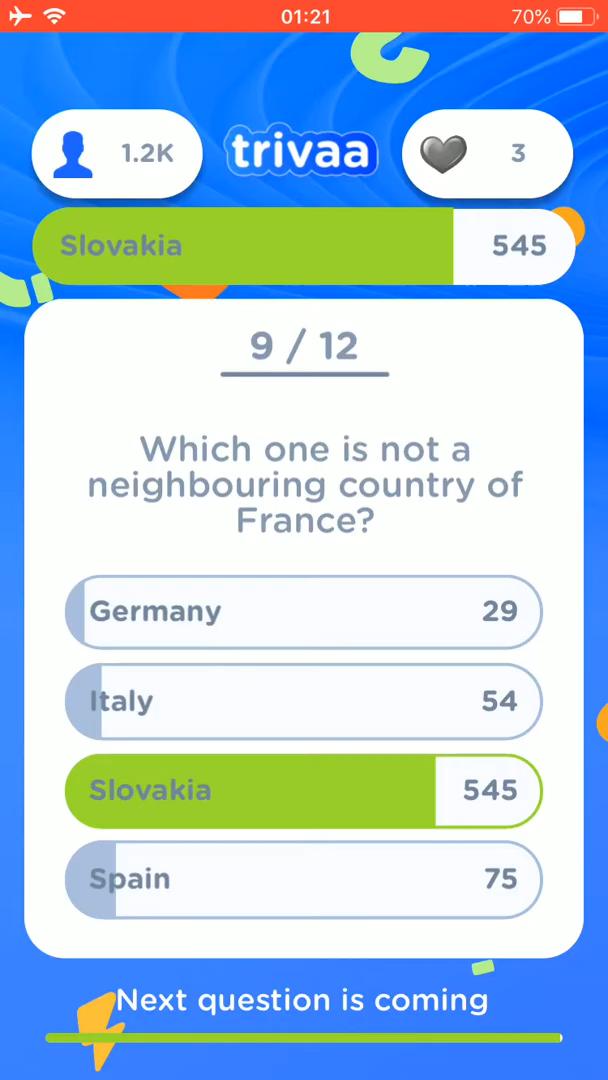 01:21
70%
1.2K
trivaa
3
Slovakia 545
9 / 12
Which one is not a
neighbouring country of
France?
Germany 29
Italy 54
Slovakia 545
Spain 75
Next question is coming